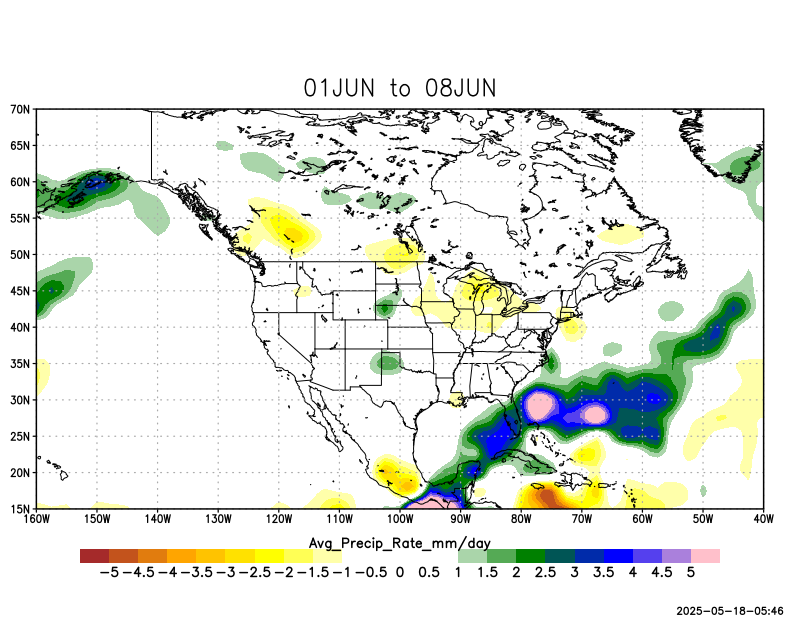 01JUN to 08JUN
70N
65N
60N
55N
50N
45N
40N
35N
30N
25N
20N
15N
160W 150W 140W 130W 120W 110W 100W 90W 80W 70W 60W 50W 40W
Avg_Precip_Rate_mm/day
-5 -4.5 -4 -3.5 -3 -2.5 -2 -1.5 -1 -0.5 0 0.5 1 1.5 2 2.5 3 3.5 4 4.5 5
2025-05-18-05:46